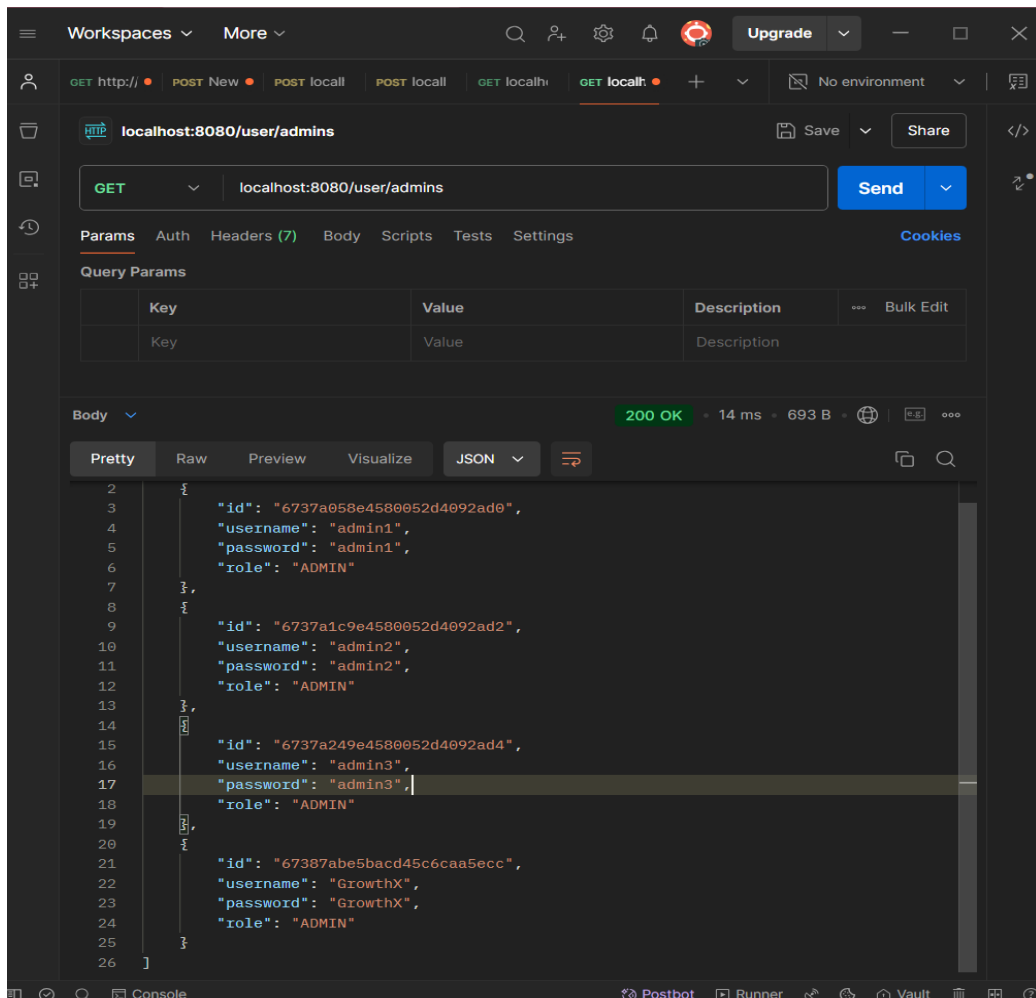 Workspaces More Upgrade
GET http:// POST New POST locall POST locall GET localh GET localh No environment
HTTP localhost:8080/user/admins Save Share
GET localhost:8080/user/admins Send
Params Auth Headers (7) Body Scripts Tests Settings Cookies
Query Params
Key Value Description Bulk Edit
Key Value Description
Body 200 OK 14 ms 693 B e.g.
Pretty Raw Preview Visualize JSON
2 {
3 "id": "6737a058e4580052d4092ad0",
4 "username": "admin1",
5 "password": "admin1",
6 "role": "ADMIN"
7 },
8 {
9 "id": "6737a1c9e4580052d4092ad2",
10 "username": "admin2",
11 "password": "admin2",
12 "role": "ADMIN"
13 },
14 {
15 "id": "6737a249e4580052d4092ad4",
16 "username": "admin3",
17 "password": "admin3",
18 "role": "ADMIN"
19 },
20 {
21 "id": "67387abe5bacd45c6caa5ecc",
22 "username": "GrowthX",
23 "password": "GrowthX",
24 "role": "ADMIN"
25 }
26 ]
Console Postbot Runner Vault